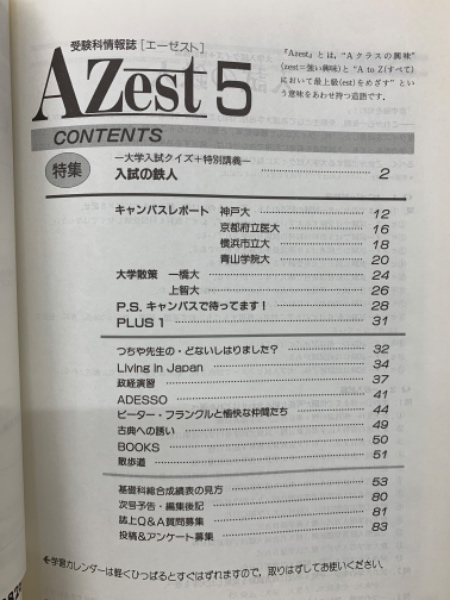 受験科情報誌[エーゼスト]
AZest 5
『Azest』とは,“Aクラスの興味”
(zest=強い興味)と“A to Z(すべて)
において最上級(est)をめざす”とい
う意味をあわせ持つ造語です.
CONTENTS
特集
—大学入試クイズ+特別講義—
入試の鉄人 2
キャンパスレポート 神戸大 12
京都府立医大 16
横浜市立大 18
青山学院大 20
大学散策 一橋大 24
上智大 26
P.S. キャンパスで待ってます! 28
PLUS 1 31
つちや先生の・どないしはりました? 32
Living in Japan 34
政経演習 37
ADESSO 41
ピーター・フランクルと愉快な仲間たち 44
古典への誘い 49
BOOKS 50
散歩道 51
基礎科総合成績表の見方 53
次号予告・編集後記 80
誌上Q&A質問募集 81
投稿&アンケート募集 83
←学習カレンダーは軽くひっぱるとすぐはずれますので,取りはずしてお使いください.